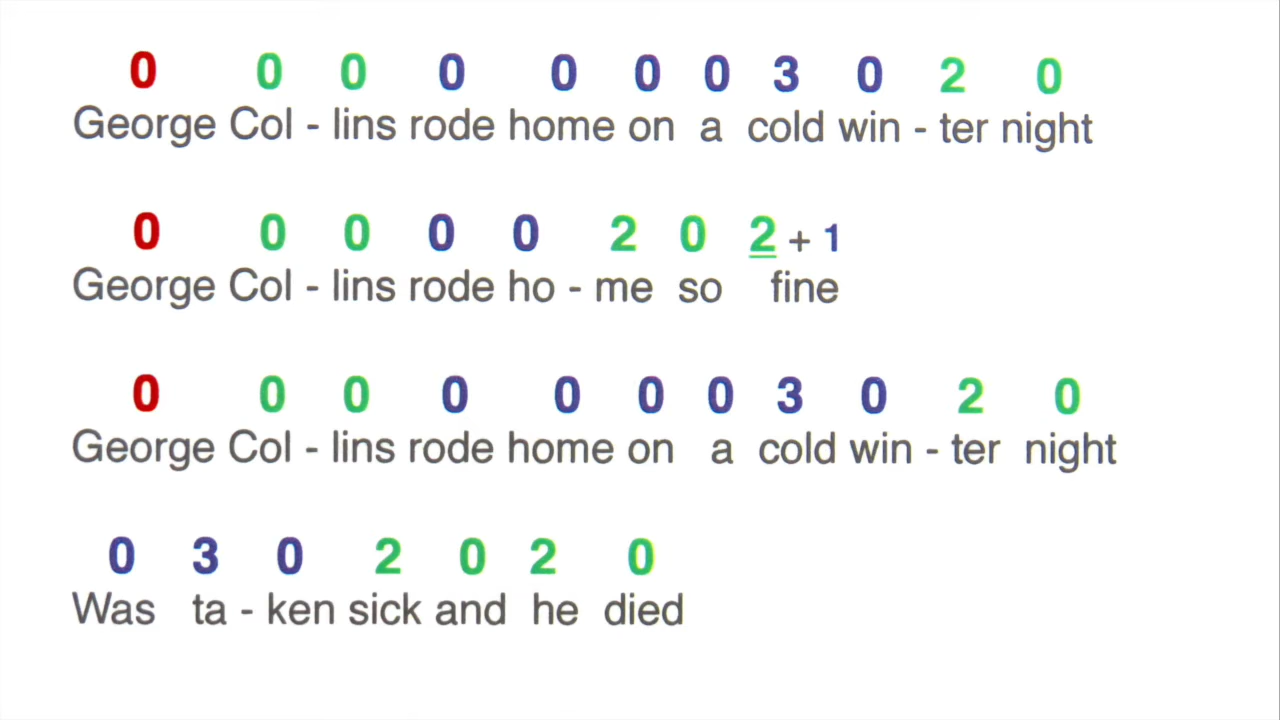 0 0 0 0 0 0 0 3 0 2 0
George Col - lins rode home on a cold win - ter night
0 0 0 0 0 2 0 2 + 1
George Col - lins rode ho - me so fine
0 0 0 0 0 0 0 3 0 2 0
George Col - lins rode home on a cold win - ter night
0 3 0 2 0 2 0
Was ta - ken sick and he died